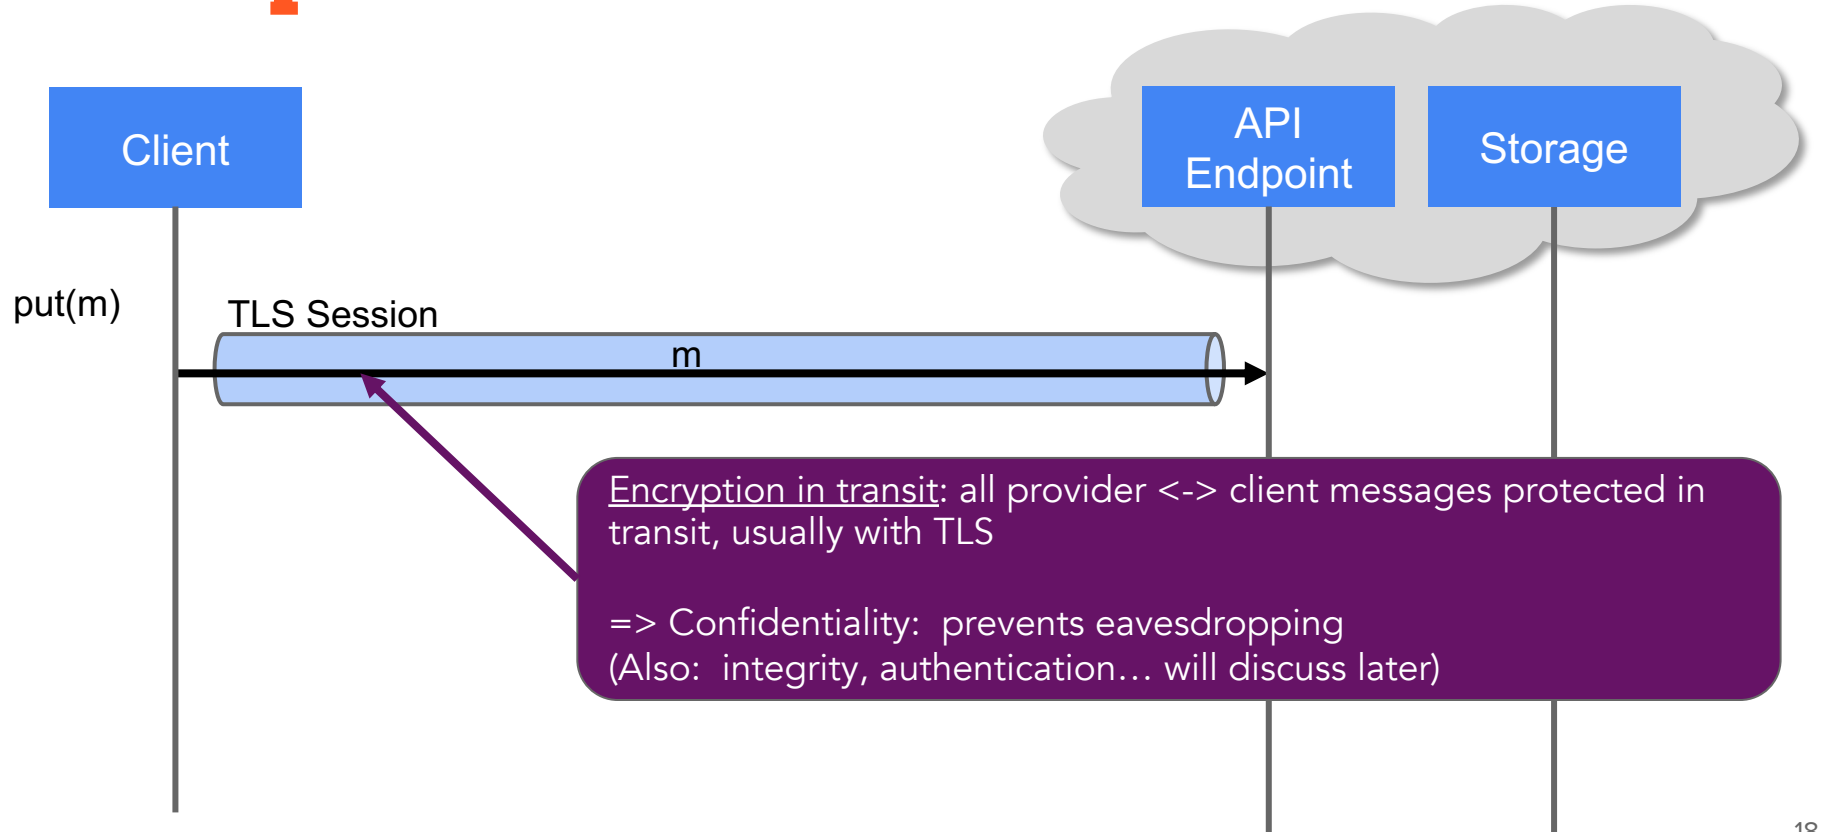 Client
API
Endpoint
Storage
put(m)
TLS Session
m
Encryption in transit: all provider <-> client messages protected in
transit, usually with TLS
=> Confidentiality: prevents eavesdropping
(Also: integrity, authentication… will discuss later)
18